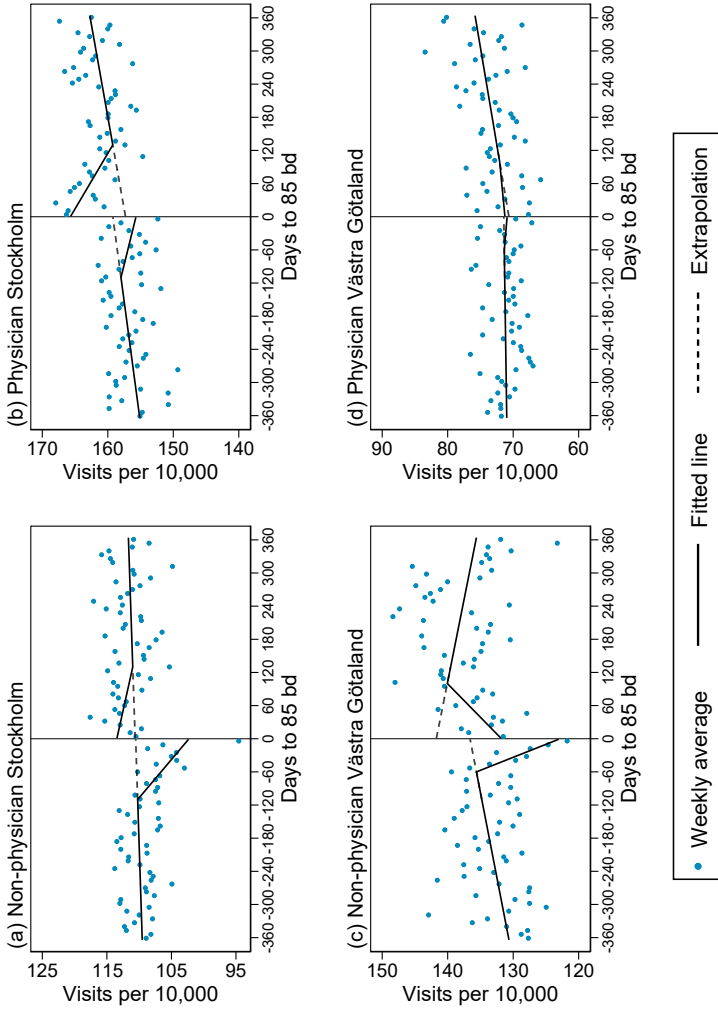 (a) Non-physician Stockholm
125
115
105
95
Visits per 10,000
-360 -300 -240 -180 -120 -60 0 60 120 180 240 300 360
Days to 85 bd
(b) Physician Stockholm
170
160
150
140
Visits per 10,000
-360 -300 -240 -180 -120 -60 0 60 120 180 240 300 360
Days to 85 bd
(c) Non-physician Västra Götaland
150
140
130
120
Visits per 10,000
-360 -300 -240 -180 -120 -60 0 60 120 180 240 300 360
Days to 85 bd
(d) Physician Västra Götaland
90
80
70
60
Visits per 10,000
-360 -300 -240 -180 -120 -60 0 60 120 180 240 300 360
Days to 85 bd
Weekly average Fitted line Extrapolation